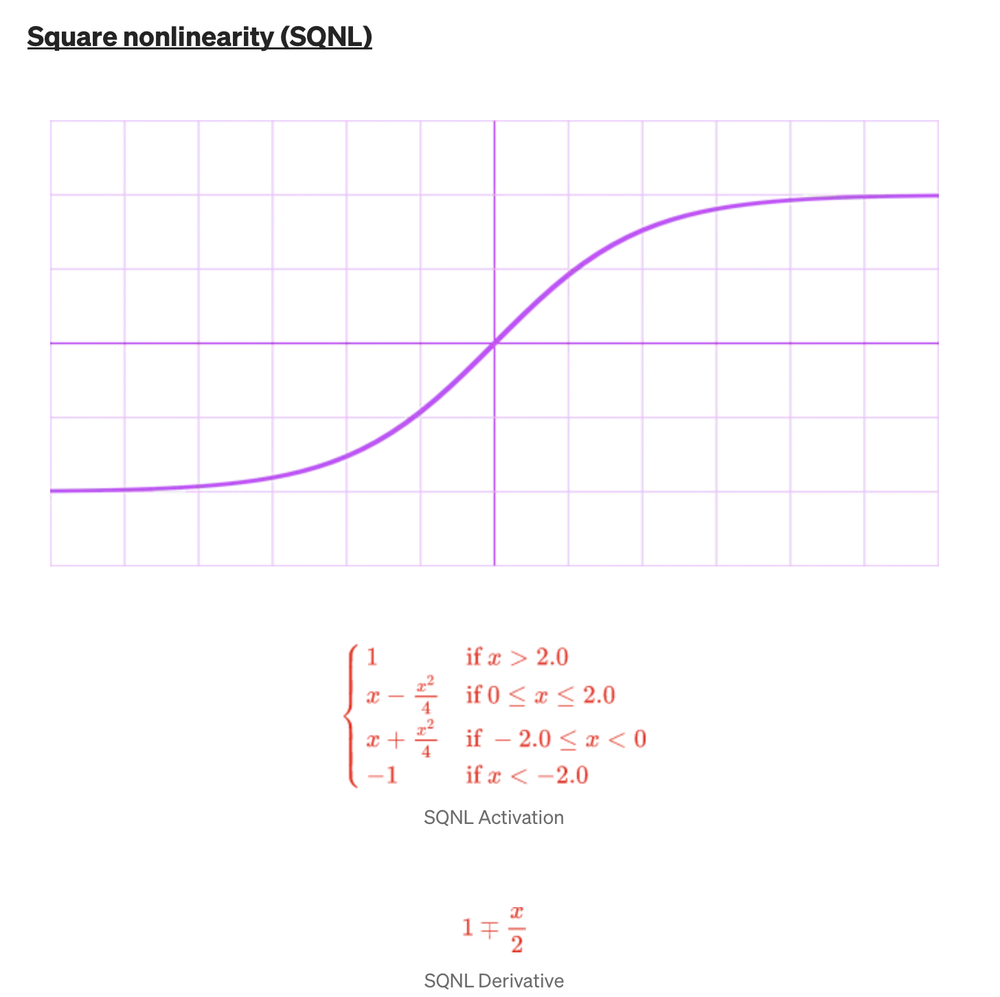 Square nonlinearity (SQNL)
1 if x > 2.0
x − x²/4 if 0 ≤ x ≤ 2.0
x + x²/4 if − 2.0 ≤ x < 0
−1 if x < −2.0
SQNL Activation
1 ∓ x/2
SQNL Derivative